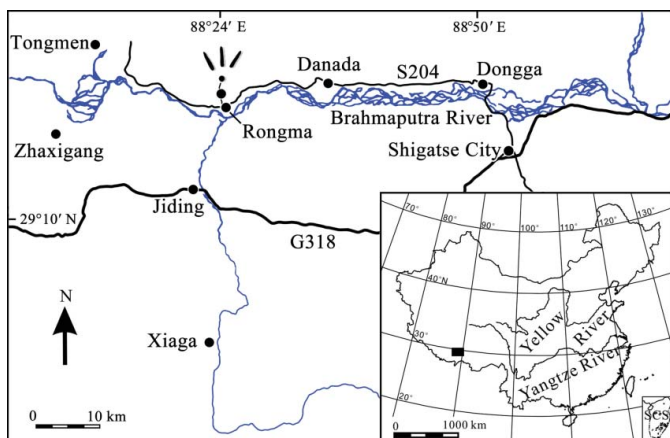 88°24′ E
88°50′ E
Tongmen
Danada
S204
Dongga
Rongma
Brahmaputra River
Zhaxigang
Shigatse City
Jiding
29°10′ N
G318
N
Xiaga
0 10 km
70° 80° 90° 100° 110° 120° 130°
40°N
30°
20°
Yellow River
Yangtze River
SCS
0 1000 km